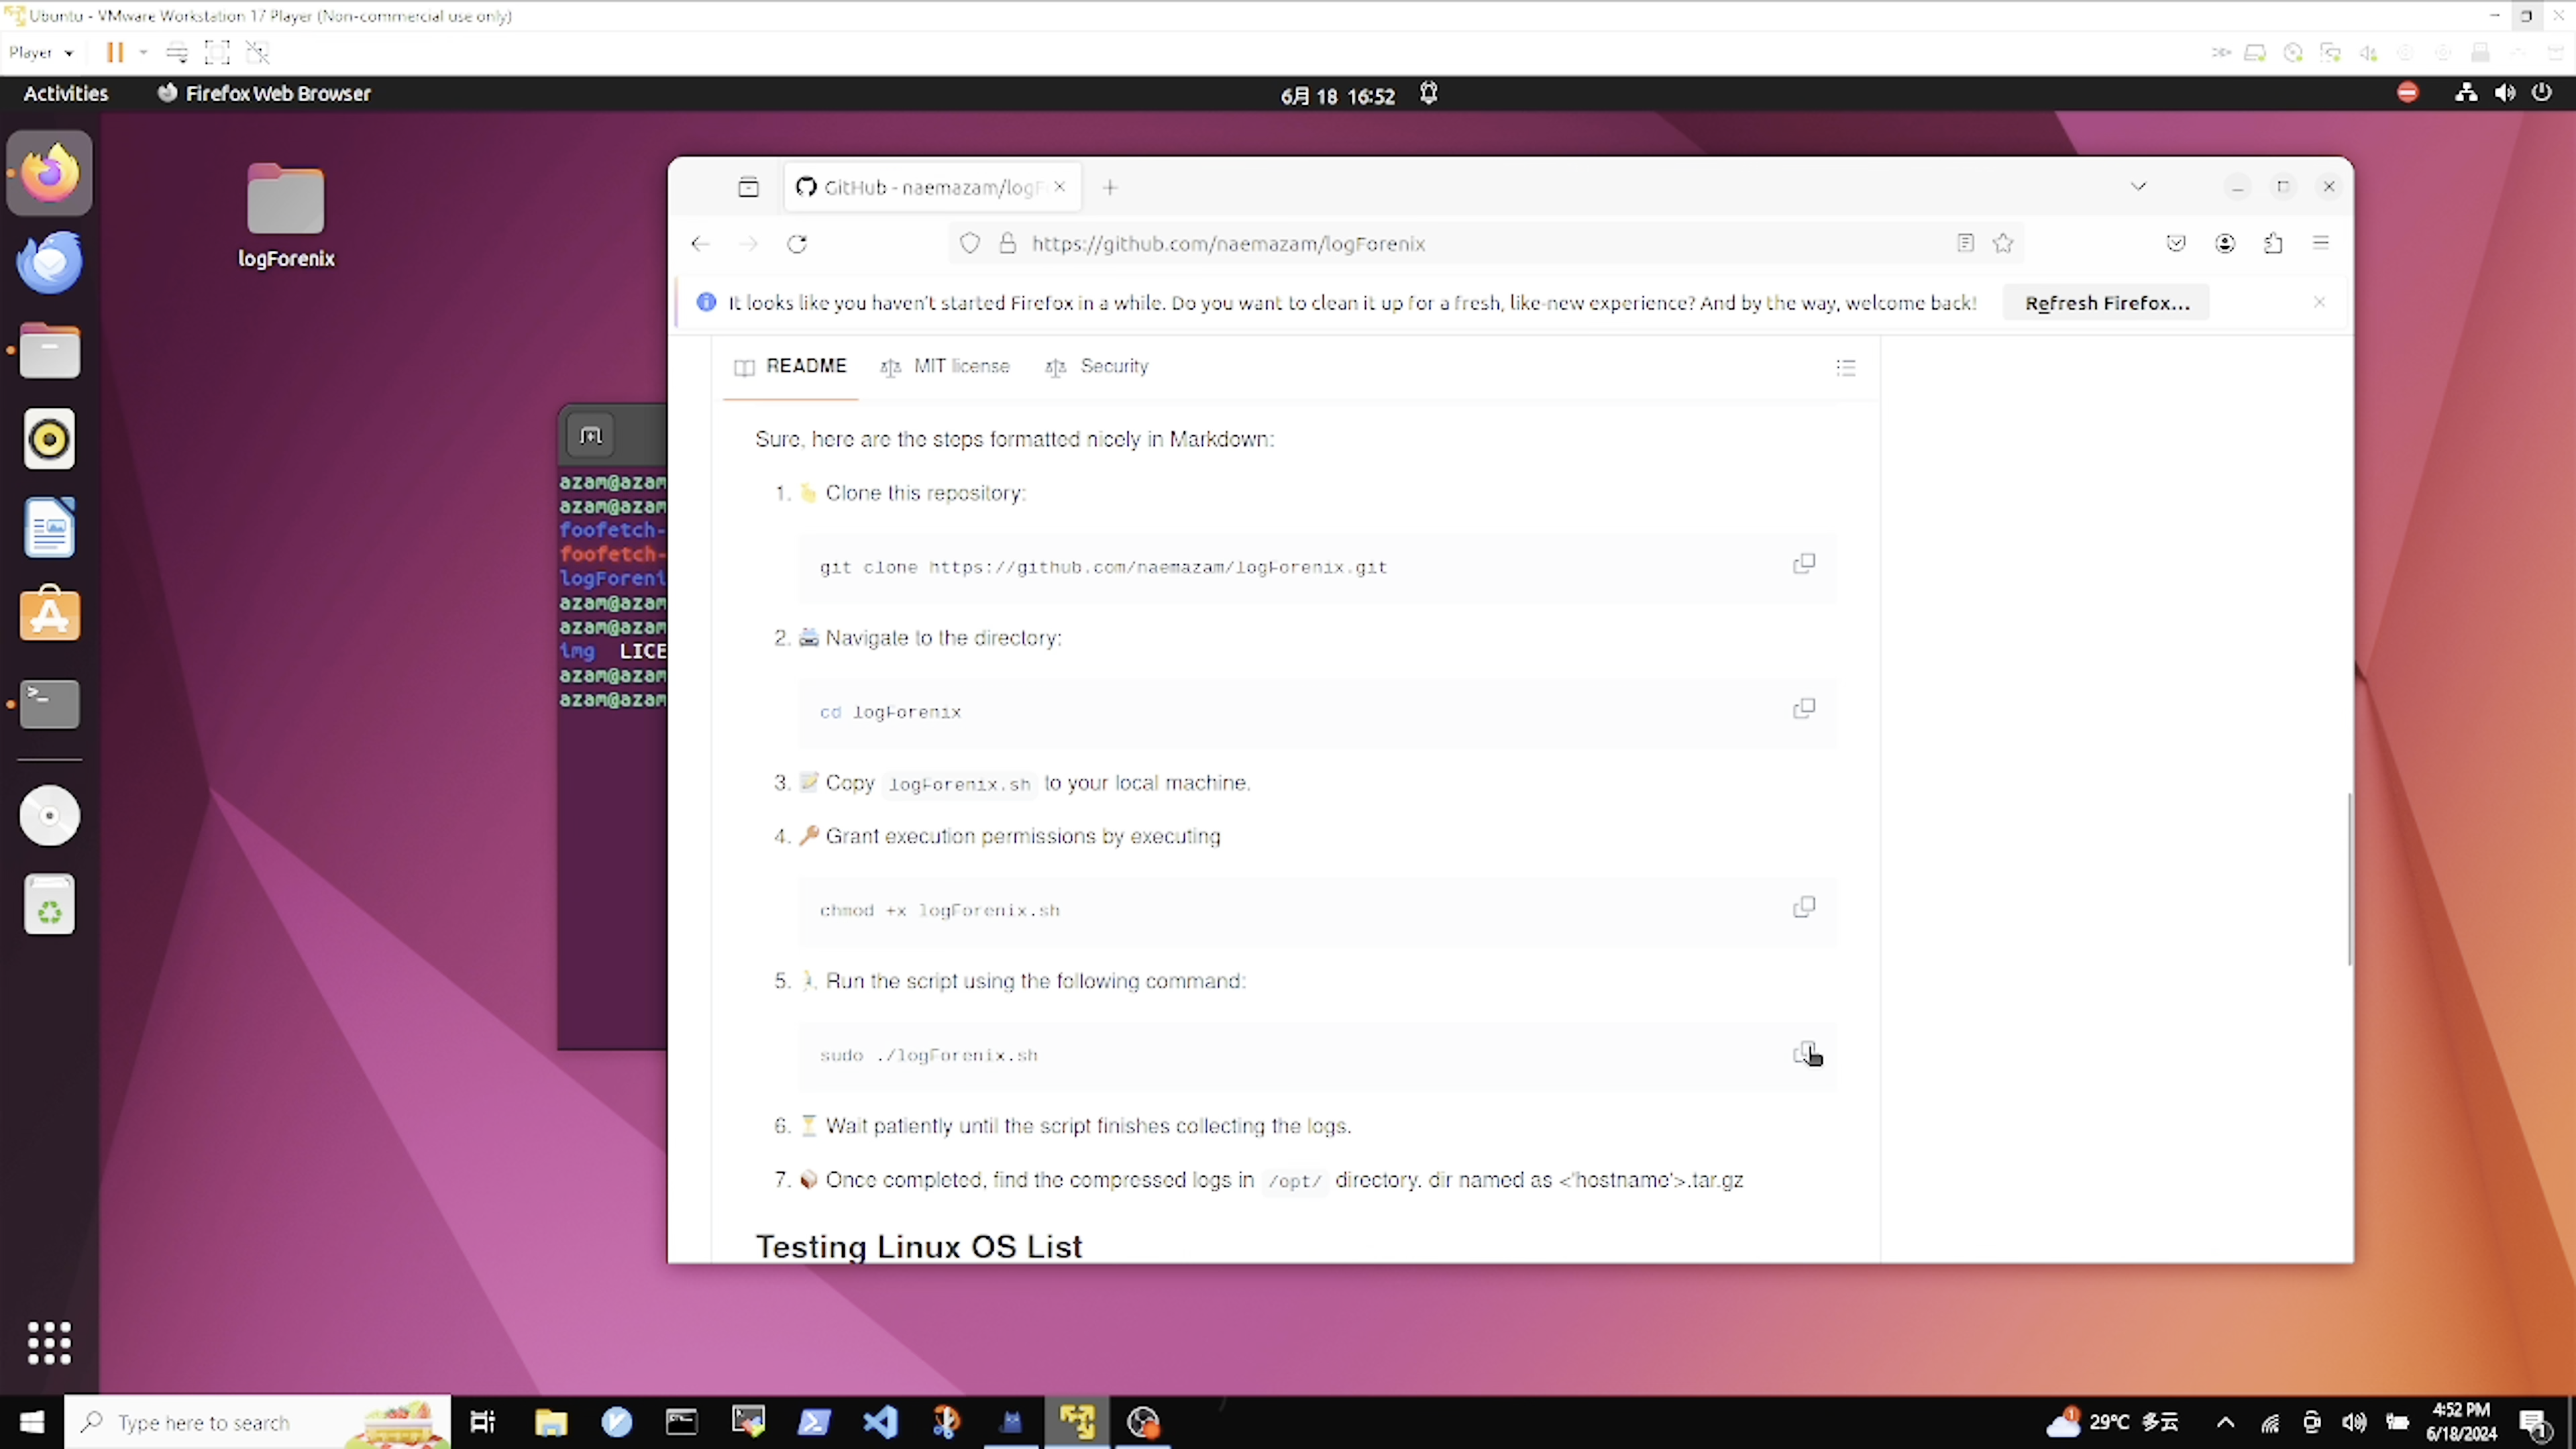 Ubuntu - VMware Workstation 17 Player (Non-commercial use only)
Player
Activities
Firefox Web Browser
6月 18 16:52
logForenix
GitHub - naemazam/logF
https://github.com/naemazam/logForenix
It looks like you haven't started Firefox in a while. Do you want to clean it up for a fresh, like-new experience? And by the way, welcome back!
Refresh Firefox...
README
MIT license
Security
azam@azam
azam@azam
foofetch-
foofetch-
logForeni
azam@azam
azam@azam
img LICE
azam@azam
azam@azam
Sure, here are the steps formatted nicely in Markdown:
1. Clone this repository:
git clone https://github.com/naemazam/logForenix.git
2. Navigate to the directory:
cd logForenix
3. Copy logForenix.sh to your local machine.
4. Grant execution permissions by executing
chmod +x logForenix.sh
5. Run the script using the following command:
sudo ./logForenix.sh
6. Wait patiently until the script finishes collecting the logs.
7. Once completed, find the compressed logs in /opt/ directory. dir named as <'hostname'>.tar.gz
Testing Linux OS List
Type here to search
29°C 多云
4:52 PM
6/18/2024